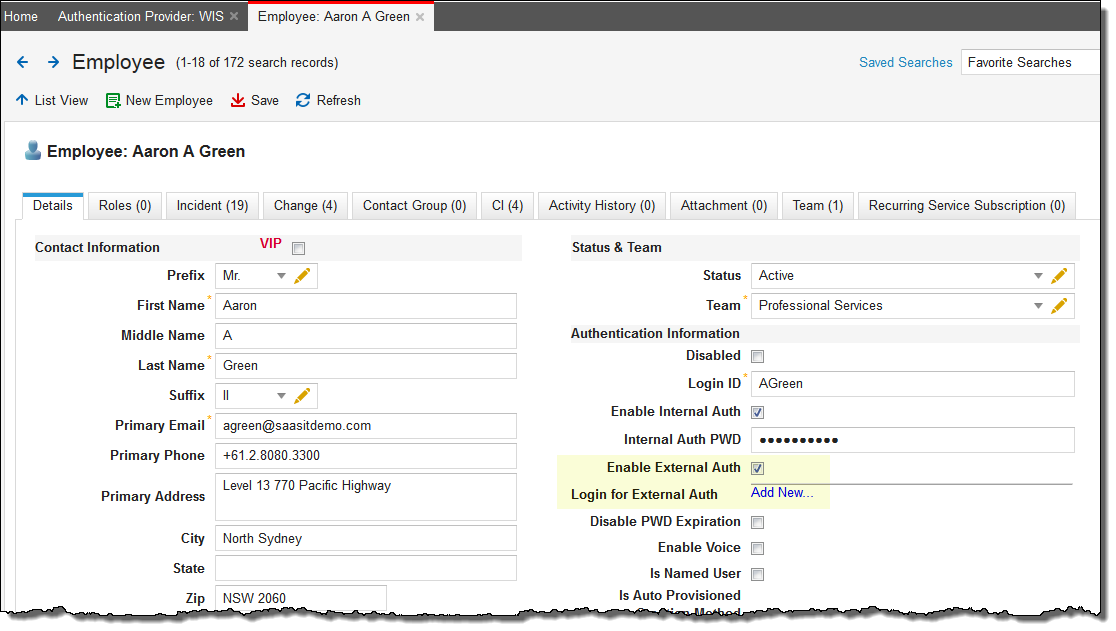 Home Authentication Provider: WIS Employee: Aaron A Green
Employee (1-18 of 172 search records) Saved Searches Favorite Searches
List View New Employee Save Refresh
Employee: Aaron A Green
Details Roles (0) Incident (19) Change (4) Contact Group (0) CI (4) Activity History (0) Attachment (0) Team (1) Recurring Service Subscription (0)
Contact Information VIP
Prefix Mr.
First Name * Aaron
Middle Name A
Last Name * Green
Suffix II
Primary Email * agreen@saasitdemo.com
Primary Phone +61.2.8080.3300
Primary Address Level 13 770 Pacific Highway
City North Sydney
State
Zip NSW 2060
Status & Team
Status Active
Team * Professional Services
Authentication Information
Disabled
Login ID * AGreen
Enable Internal Auth
Internal Auth PWD ••••••••••
Enable External Auth
Login for External Auth Add New...
Disable PWD Expiration
Enable Voice
Is Named User
Is Auto Provisioned